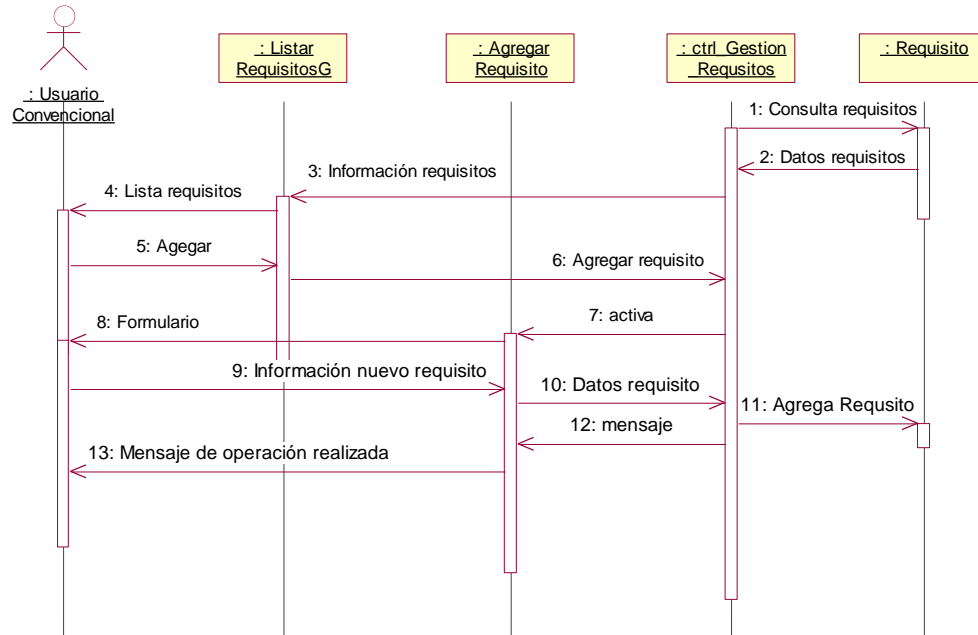 : Usuario
Convencional
: Listar
RequisitosG
: Agregar
Requisito
: ctrl_Gestion
_Requsitos
: Requisito
1: Consulta requisitos
2: Datos requisitos
3: Información requisitos
4: Lista requisitos
5: Agegar
6: Agregar requisito
7: activa
8: Formulario
9: Información nuevo requisito
10: Datos requisito
11: Agrega Requsito
12: mensaje
13: Mensaje de operación realizada